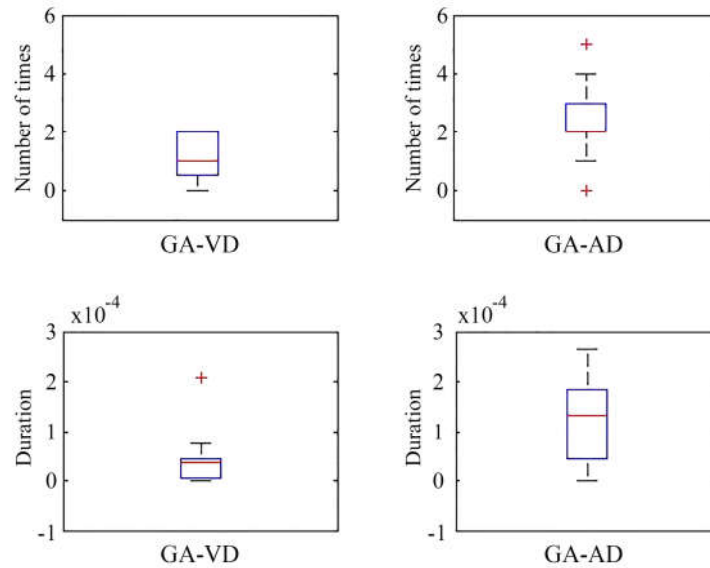 Number of times
6
4
2
0
GA-VD
Number of times
6
4
2
0
GA-AD
x10-4
Duration
3
2
1
0
-1
GA-VD
x10-4
Duration
3
2
1
0
-1
GA-AD